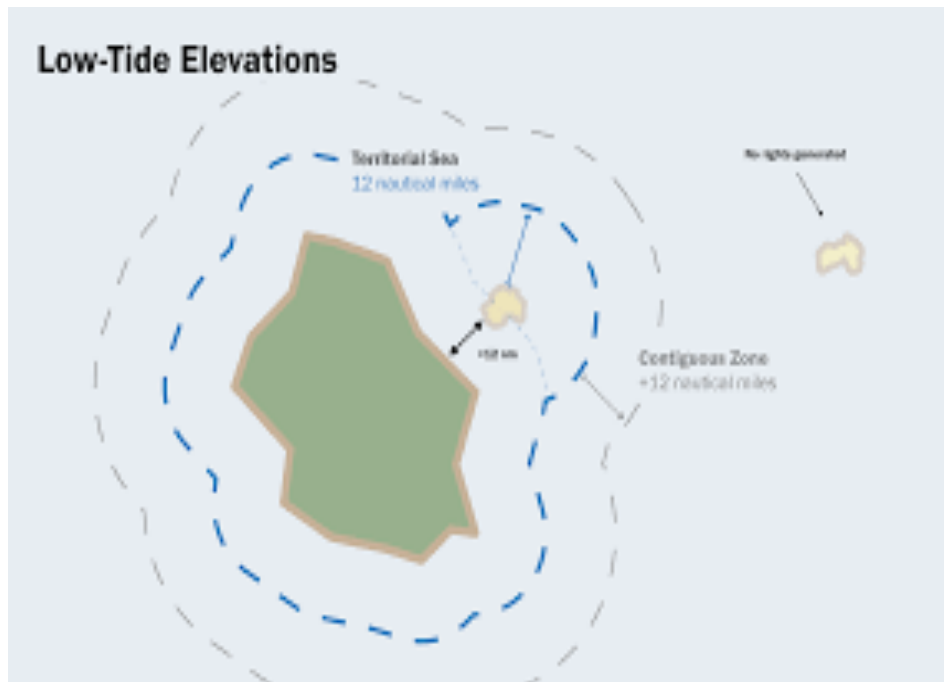 Low-Tide Elevations
Territorial Sea
12 nautical miles
No rights generated
Contiguous Zone
+12 nautical miles